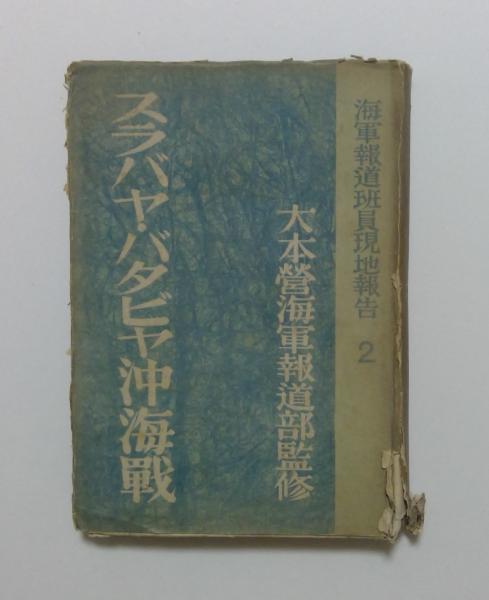 海軍報道班員現地報告 2
大本營海軍報道部監修
スラバヤ・バタビヤ沖海戰